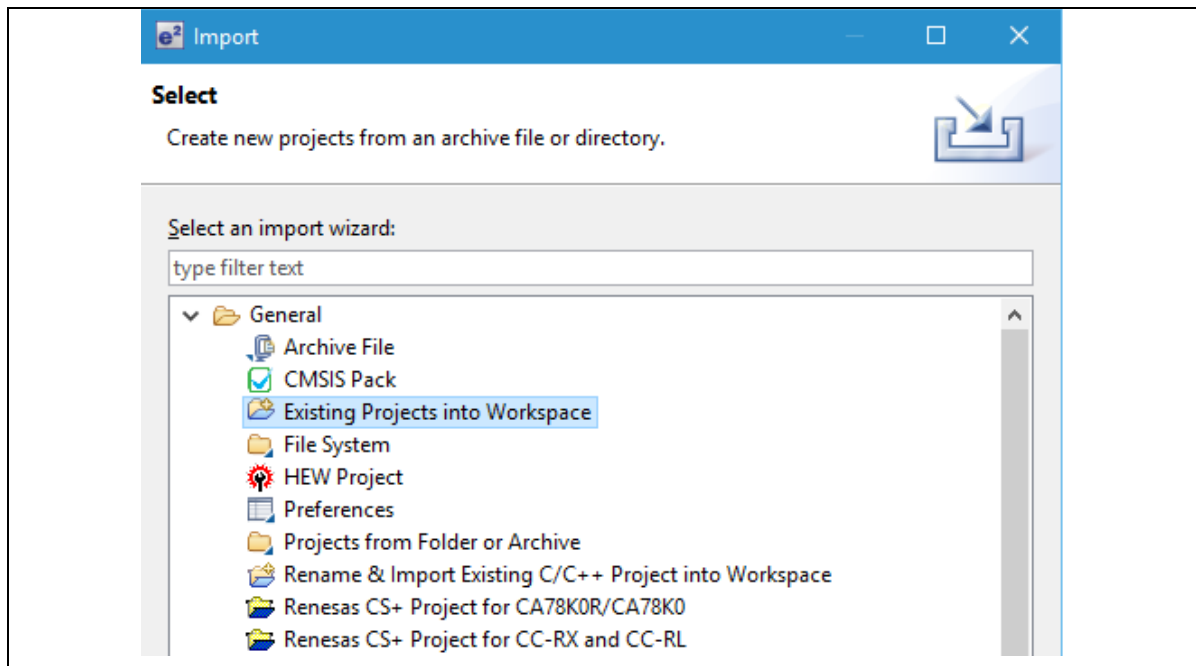 e² Import
Select
Create new projects from an archive file or directory.
Select an import wizard:
type filter text
General
Archive File
CMSIS Pack
Existing Projects into Workspace
File System
HEW Project
Preferences
Projects from Folder or Archive
Rename & Import Existing C/C++ Project into Workspace
Renesas CS+ Project for CA78K0R/CA78K0
Renesas CS+ Project for CC-RX and CC-RL